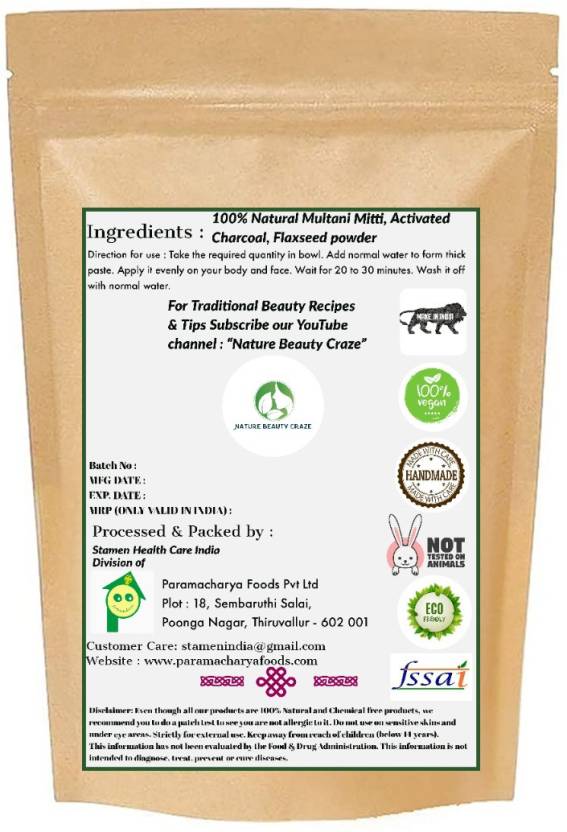 Ingredients : 100% Natural Multani Mitti, Activated
Charcoal, Flaxseed powder
Direction for use : Take the required quantity in bowl. Add normal water to form thick
paste. Apply it evenly on your body and face. Wait for 20 to 30 minutes. Wash it off
with normal water.
For Traditional Beauty Recipes
& Tips Subscribe our YouTube
channel : “Nature Beauty Craze”
MAKE IN INDIA
100%
vegan
NATURE BEAUTY CRAZE
MADE WITH CARE
HANDMADE
MADE WITH CARE
Batch No :
MFG DATE :
EXP. DATE :
MRP (ONLY VALID IN INDIA) :
Processed & Packed by :
Stamen Health Care India
Division of
NOT
TESTED ON
ANIMALS
Paramacharya Foods Pvt Ltd
Plot : 18, Sembaruthi Salai,
Poonga Nagar, Thiruvallur - 602 001
ECO
FRIENDLY
Customer Care: stamenindia@gmail.com
Website : www.paramacharyafoods.com
fssai
Disclaimer: Even though all our products are 100% Natural and Chemical free products, we
recommend you to do a patch test to see you are not allergic to it. Do not use on sensitive skins and
under eye areas. Strictly for external use. Keep away from reach of children (below 14 years).
This information has not been evaluated by the Food & Drug Administration. This information is not
intended to diagnose, treat, prevent or cure diseases.